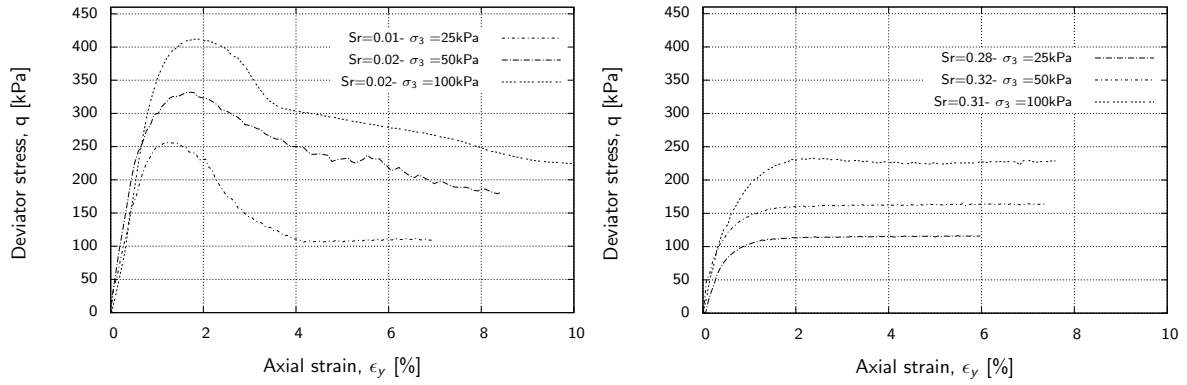 450
400
350
300
250
200
150
100
50
0
Deviator stress, q [kPa]
Sr=0.01- σ3 =25kPa
Sr=0.02- σ3 =50kPa
Sr=0.02- σ3 =100kPa
0 2 4 6 8 10
Axial strain, ϵy [%]
450
400
350
300
250
200
150
100
50
0
Deviator stress, q [kPa]
Sr=0.28- σ3 =25kPa
Sr=0.32- σ3 =50kPa
Sr=0.31- σ3 =100kPa
0 2 4 6 8 10
Axial strain, ϵy [%]